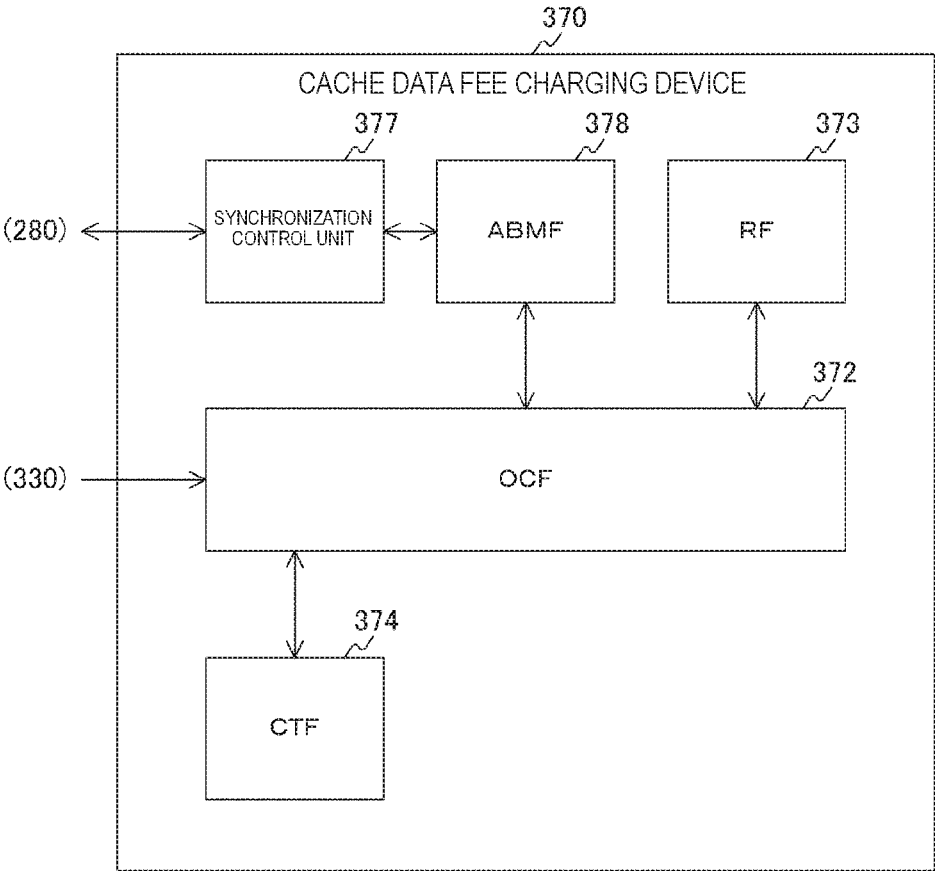 370
CACHE DATA FEE CHARGING DEVICE
377
378
373
(280)
SYNCHRONIZATION
CONTROL UNIT
ABMF
RF
372
(330)
OCF
374
CTF